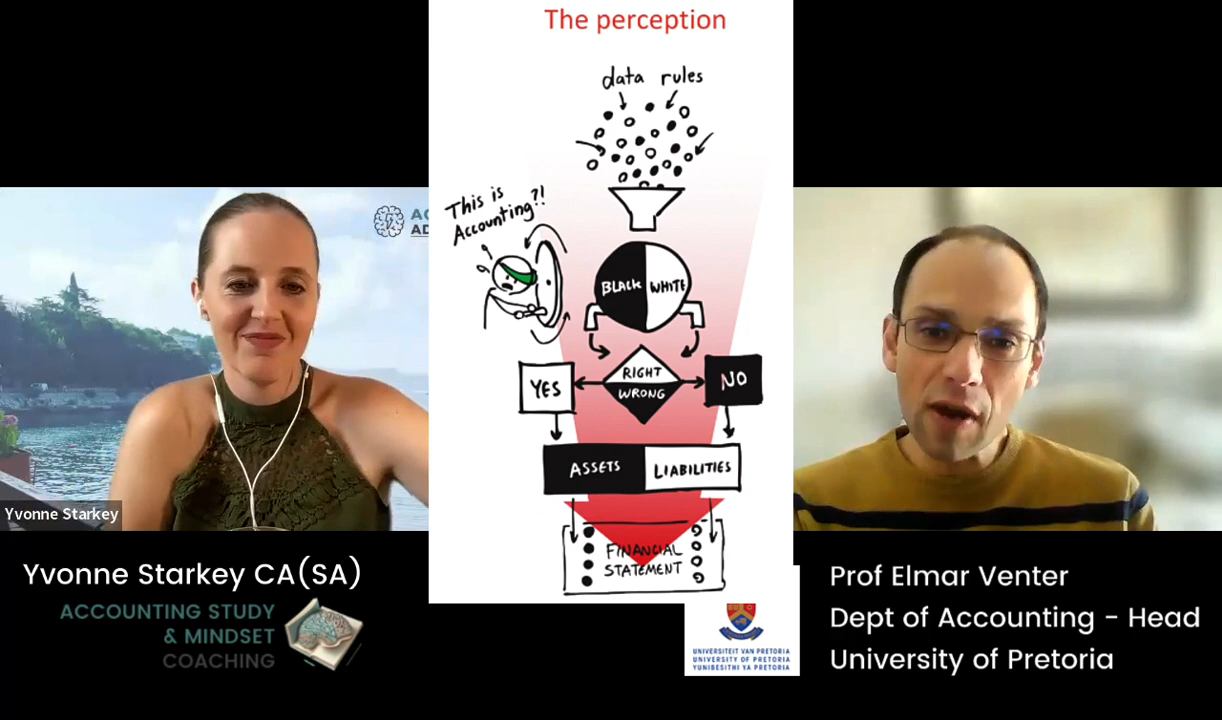 The perception
data rules
This is
Accounting?!
BLACK WHITE
RIGHT
WRONG
YES
NO
ASSETS LIABILITIES
FINANCIAL
STATEMENT
AC
AD
Yvonne Starkey
Yvonne Starkey CA(SA)
ACCOUNTING STUDY
& MINDSET
COACHING
UNIVERSITEIT VAN PRETORIA
UNIVERSITY OF PRETORIA
YUNIBESITHI YA PRETORIA
Prof Elmar Venter
Dept of Accounting - Head
University of Pretoria